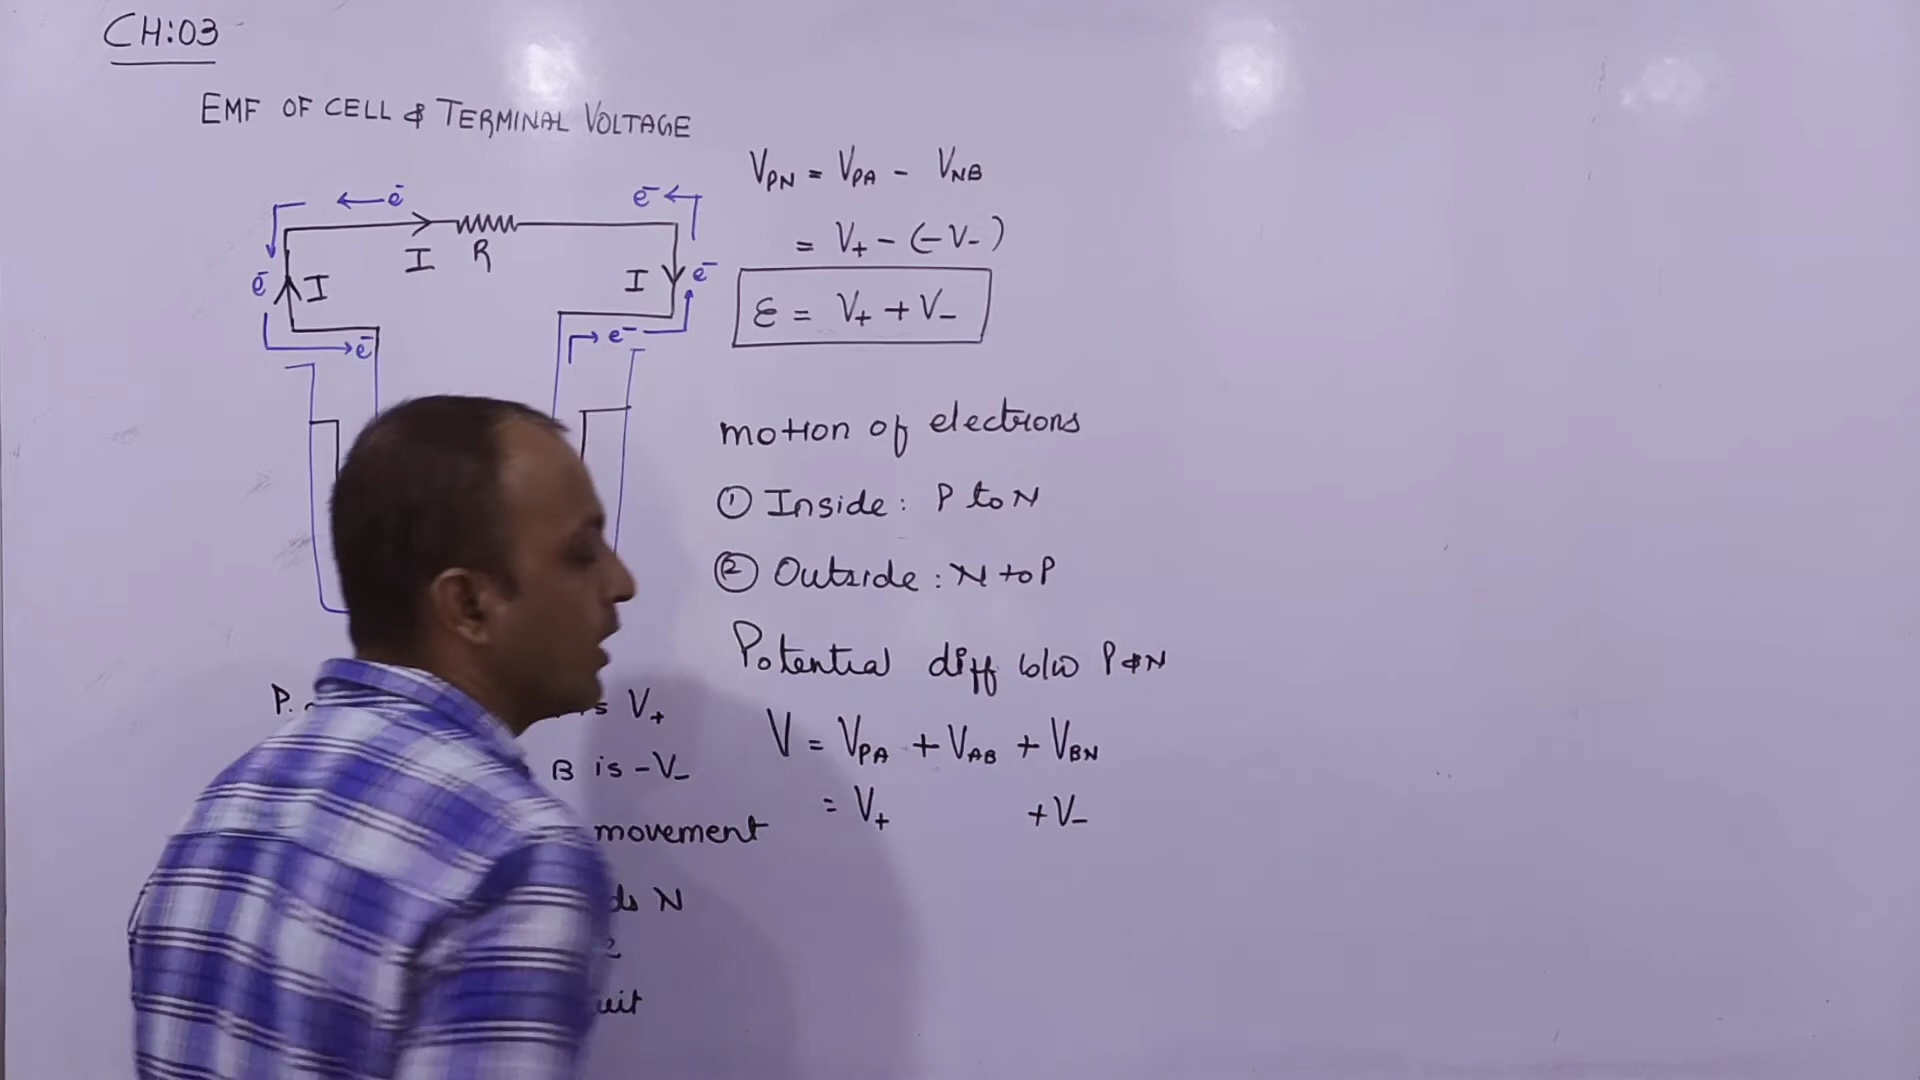 CH:03
EMF OF CELL & TERMINAL VOLTAGE
e⁻
e⁻
I
R
e⁻
I
I
e⁻
e⁻
e⁻
P.
is V₊
B is -V₋
movement
N
V_PN = V_PA - V_NB
= V₊ - (-V₋)
ε = V₊ + V₋
motion of electrons
① Inside: P to N
② Outside: N to P
Potential diff b/w P & N
V = V_PA + V_AB + V_BN
= V₊ + V₋